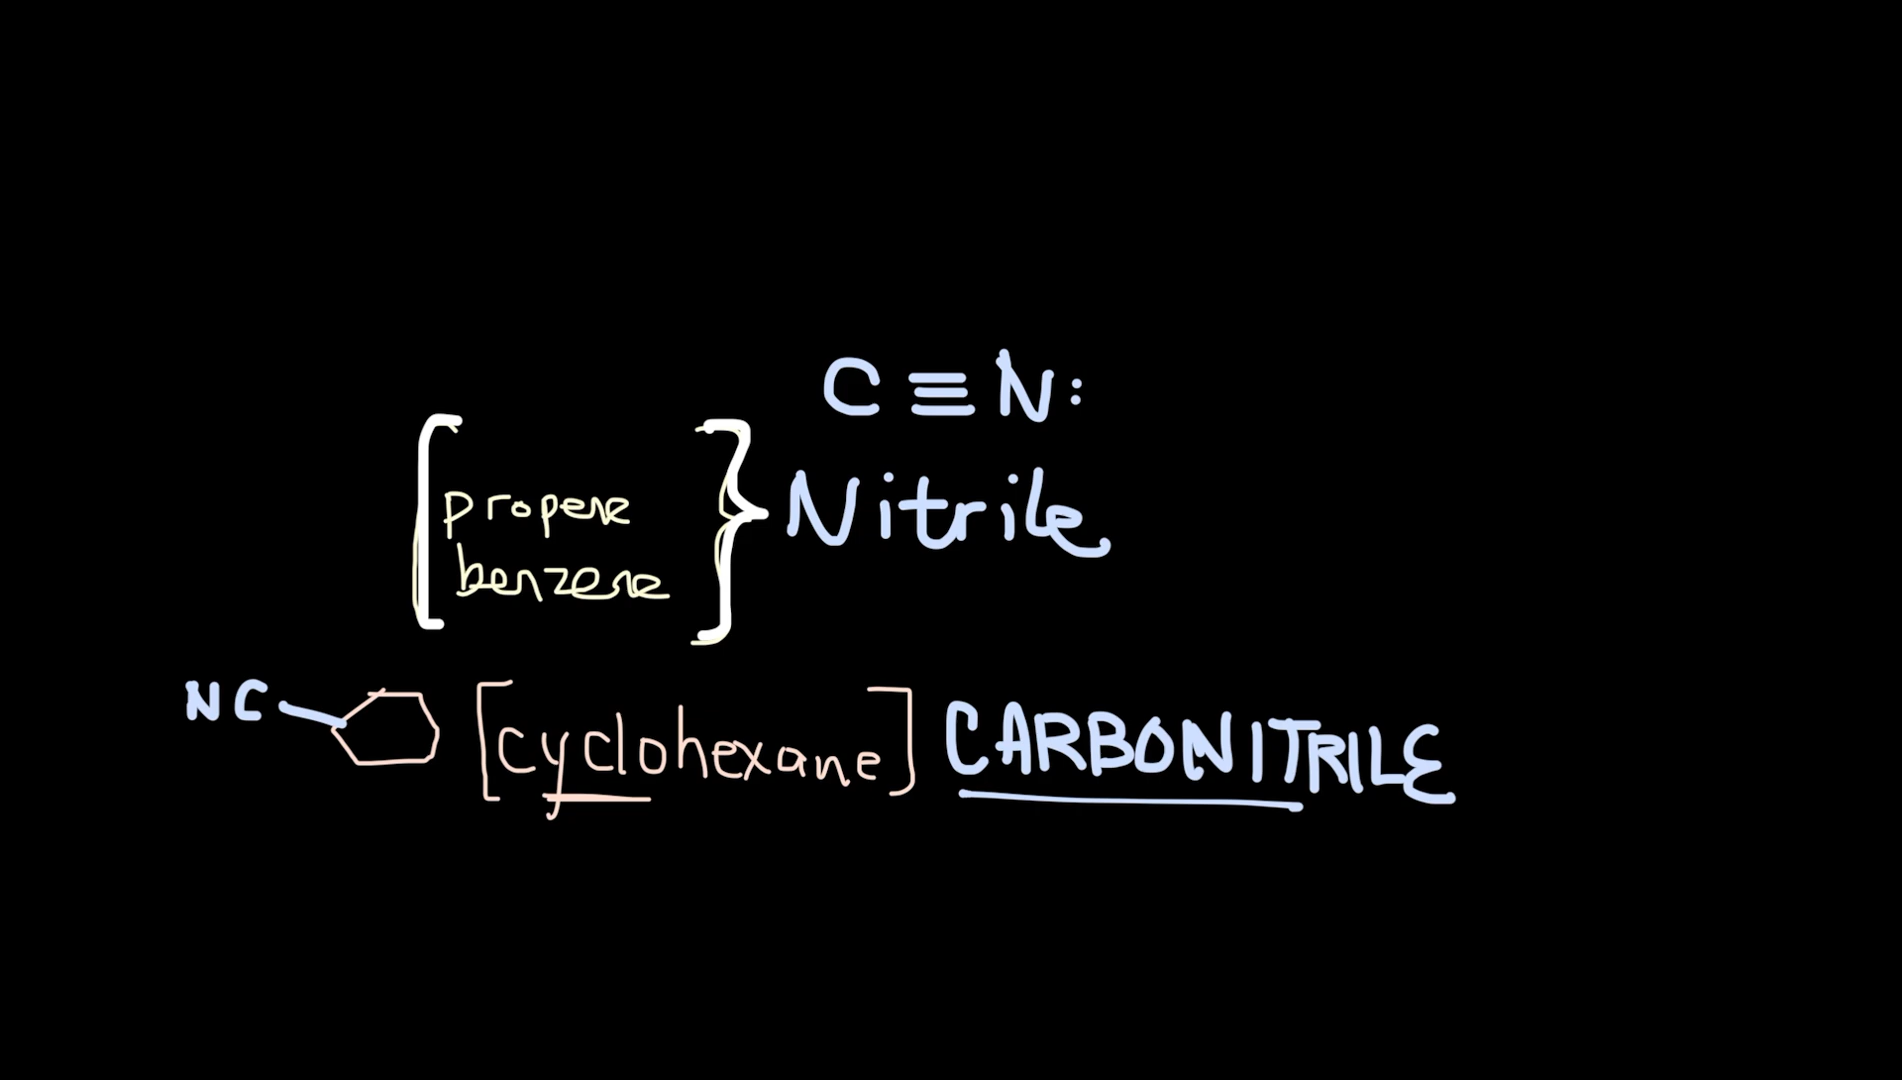 C≡N:
propene
benzene
Nitrile
NC
[cyclohexane] CARBONITRILE